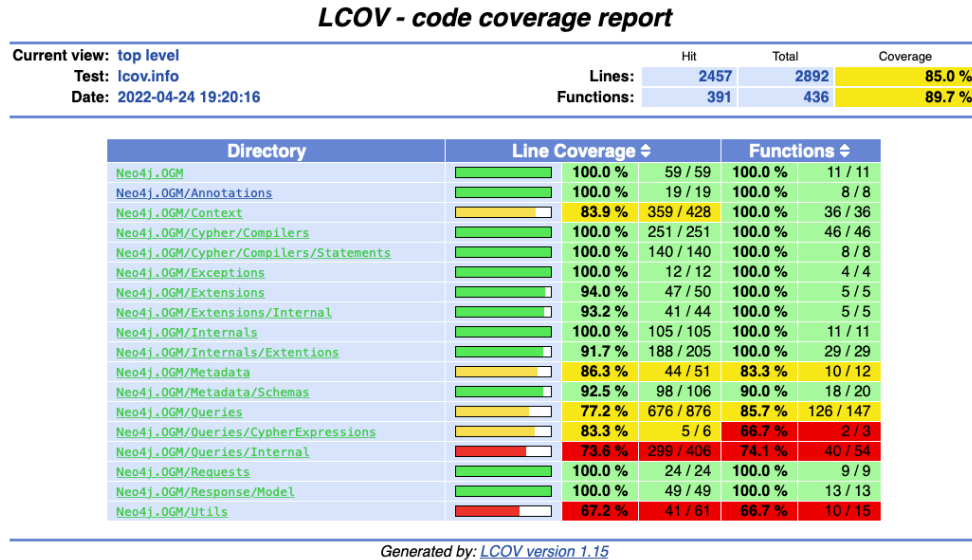 LCOV - code coverage report
Current view: top level
Hit Total Coverage
Test: lcov.info Lines: 2457 2892 85.0 %
Date: 2022-04-24 19:20:16 Functions: 391 436 89.7 %
Directory Line Coverage Functions
Neo4j.OGM 100.0 % 59 / 59 100.0 % 11 / 11
Neo4j.OGM/Annotations 100.0 % 19 / 19 100.0 % 8 / 8
Neo4j.OGM/Context 83.9 % 359 / 428 100.0 % 36 / 36
Neo4j.OGM/Cypher/Compilers 100.0 % 251 / 251 100.0 % 46 / 46
Neo4j.OGM/Cypher/Compilers/Statements 100.0 % 140 / 140 100.0 % 8 / 8
Neo4j.OGM/Exceptions 100.0 % 12 / 12 100.0 % 4 / 4
Neo4j.OGM/Extensions 94.0 % 47 / 50 100.0 % 5 / 5
Neo4j.OGM/Extensions/Internal 93.2 % 41 / 44 100.0 % 5 / 5
Neo4j.OGM/Internals 100.0 % 105 / 105 100.0 % 11 / 11
Neo4j.OGM/Internals/Extentions 91.7 % 188 / 205 100.0 % 29 / 29
Neo4j.OGM/Metadata 86.3 % 44 / 51 83.3 % 10 / 12
Neo4j.OGM/Metadata/Schemas 92.5 % 98 / 106 90.0 % 18 / 20
Neo4j.OGM/Queries 77.2 % 676 / 876 85.7 % 126 / 147
Neo4j.OGM/Queries/CypherExpressions 83.3 % 5 / 6 66.7 % 2 / 3
Neo4j.OGM/Queries/Internal 73.6 % 299 / 406 74.1 % 40 / 54
Neo4j.OGM/Requests 100.0 % 24 / 24 100.0 % 9 / 9
Neo4j.OGM/Response/Model 100.0 % 49 / 49 100.0 % 13 / 13
Neo4j.OGM/Utils 67.2 % 41 / 61 66.7 % 10 / 15
Generated by: LCOV version 1.15